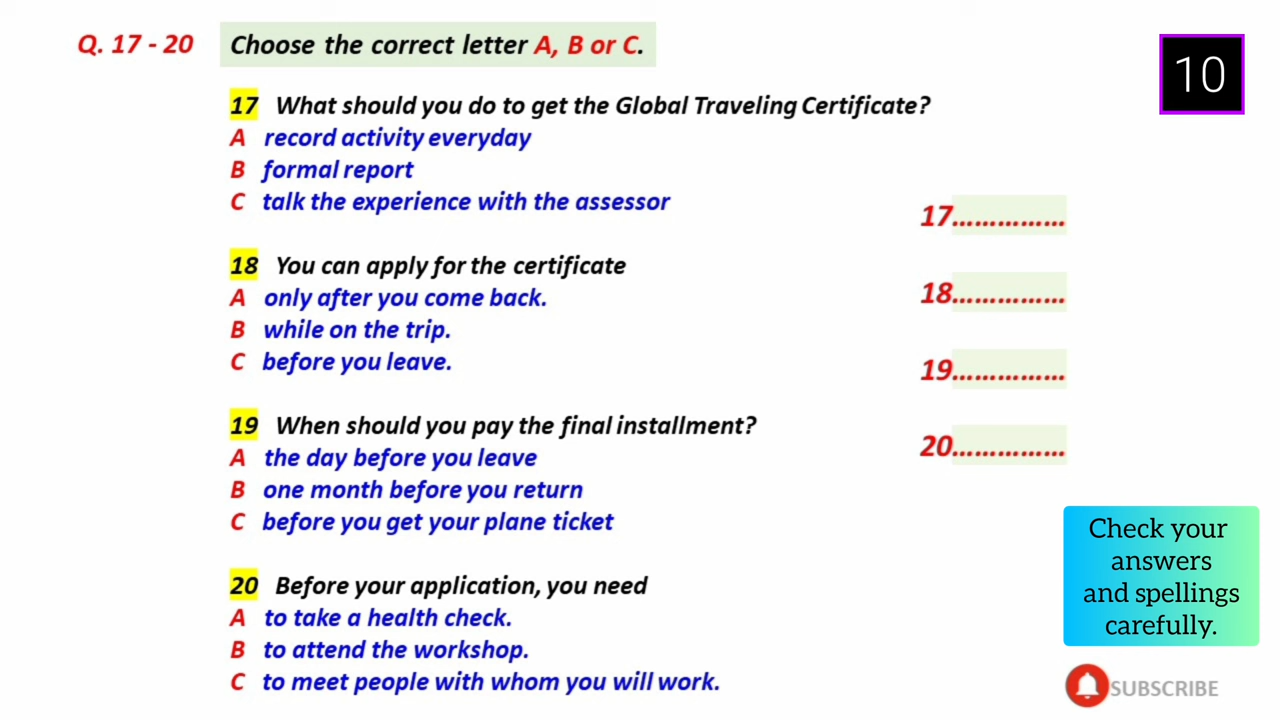 Q. 17 - 20 Choose the correct letter A, B or C.
10
17 What should you do to get the Global Traveling Certificate?
A record activity everyday
B formal report
C talk the experience with the assessor
18 You can apply for the certificate
A only after you come back.
B while on the trip.
C before you leave.
19 When should you pay the final installment?
A the day before you leave
B one month before you return
C before you get your plane ticket
20 Before your application, you need
A to take a health check.
B to attend the workshop.
C to meet people with whom you will work.
17...............
18...............
19...............
20...............
Check your
answers
and spellings
carefully.
SUBSCRIBE